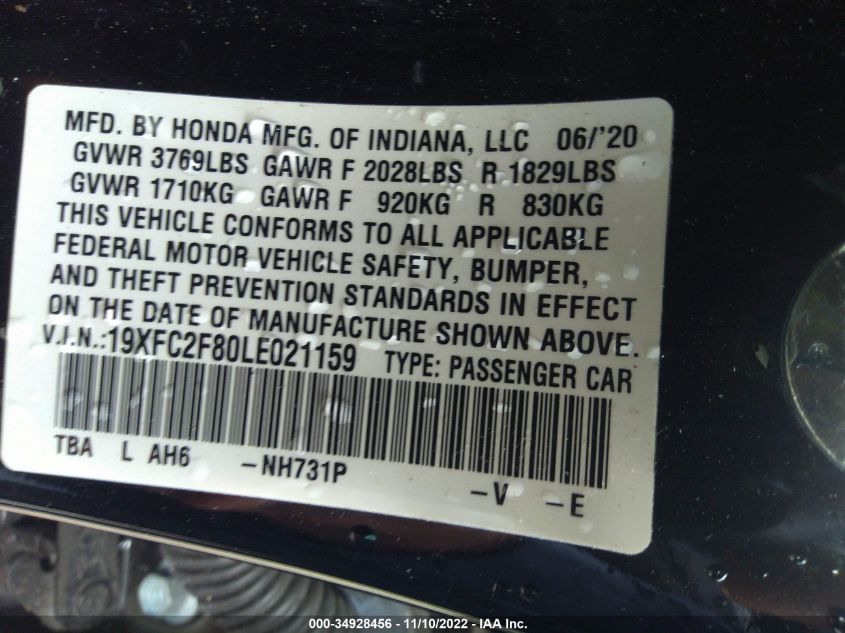 MFD. BY HONDA MFG. OF INDIANA, LLC 06/'20
GVWR 3769LBS GAWR F 2028LBS R 1829LBS
GVWR 1710KG GAWR F 920KG R 830KG
THIS VEHICLE CONFORMS TO ALL APPLICABLE
FEDERAL MOTOR VEHICLE SAFETY, BUMPER,
AND THEFT PREVENTION STANDARDS IN EFFECT
ON THE DATE OF MANUFACTURE SHOWN ABOVE.
V.I.N.:19XFC2F80LE021159 TYPE: PASSENGER CAR
TBA L AH6 -NH731P -V -E
000-34928456 - 11/10/2022 - IAA Inc.